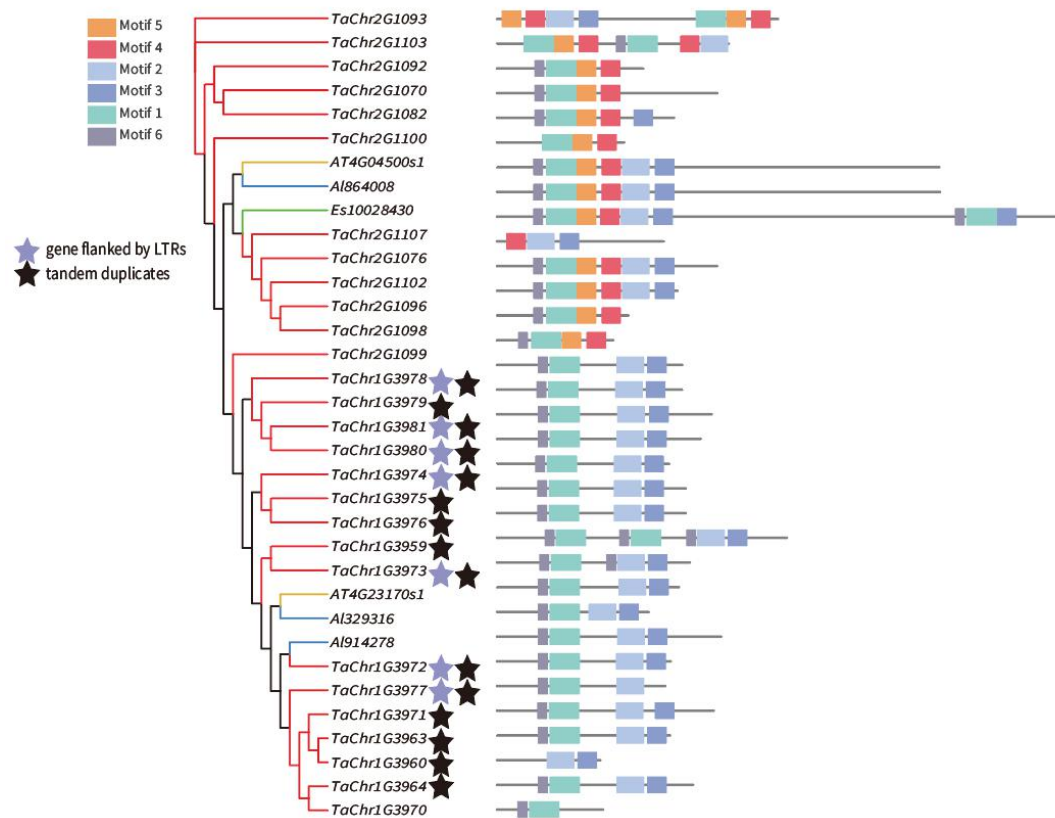 Motif 5
Motif 4
Motif 2
Motif 3
Motif 1
Motif 6
gene flanked by LTRs
tandem duplicates
TaChr2G1093
TaChr2G1103
TaChr2G1092
TaChr2G1070
TaChr2G1082
TaChr2G1100
AT4G04500s1
Al864008
Es10028430
TaChr2G1107
TaChr2G1076
TaChr2G1102
TaChr2G1096
TaChr2G1098
TaChr2G1099
TaChr1G3978
TaChr1G3979
TaChr1G3981
TaChr1G3980
TaChr1G3974
TaChr1G3975
TaChr1G3976
TaChr1G3959
TaChr1G3973
AT4G23170s1
Al329316
Al914278
TaChr1G3972
TaChr1G3977
TaChr1G3971
TaChr1G3963
TaChr1G3960
TaChr1G3964
TaChr1G3970